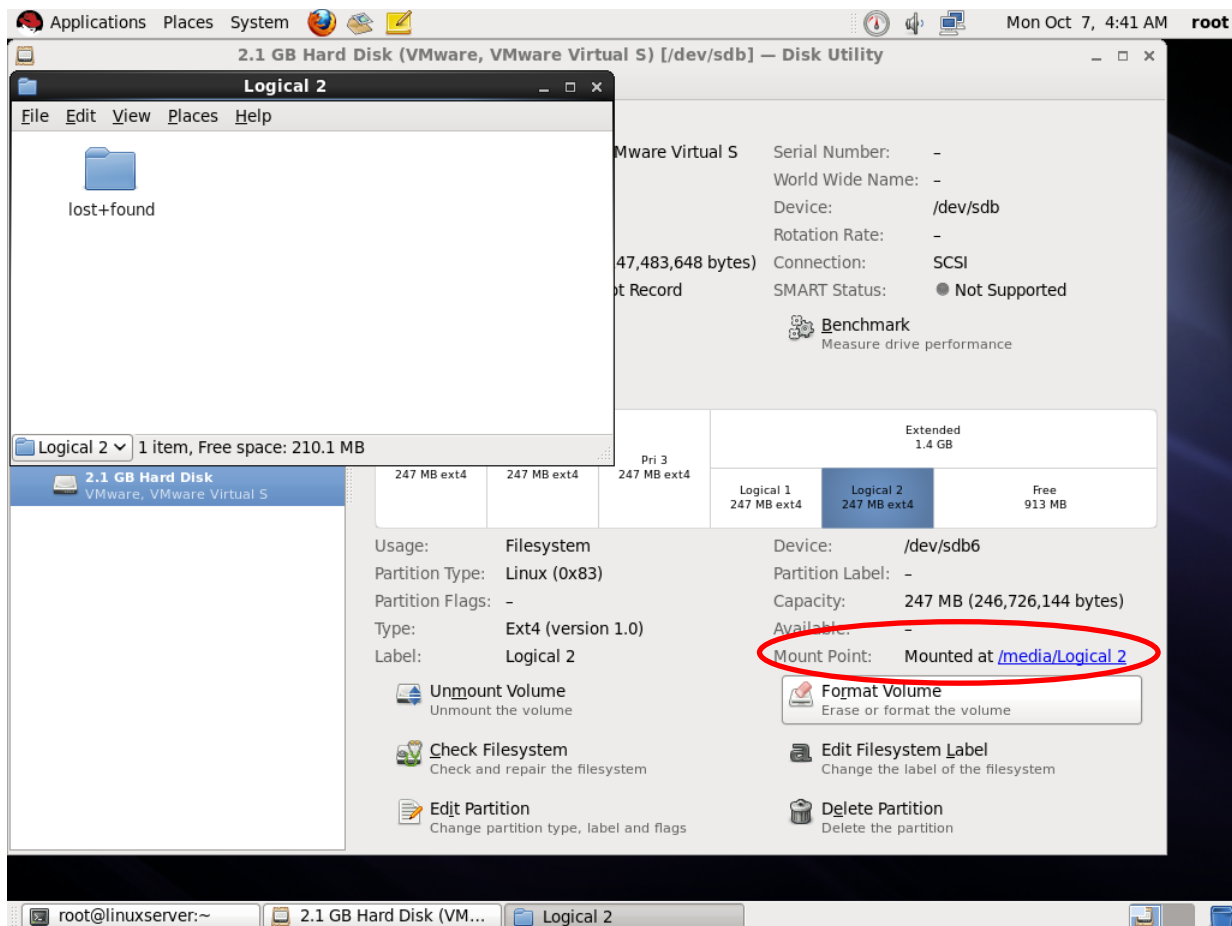 Applications Places System Mon Oct 7, 4:41 AM root
2.1 GB Hard Disk (VMware, VMware Virtual S) [/dev/sdb] — Disk Utility
Logical 2
File Edit View Places Help
lost+found
Mware Virtual S Serial Number: –
World Wide Name: –
Device: /dev/sdb
Rotation Rate: –
47,483,648 bytes) Connection: SCSI
ot Record SMART Status: Not Supported
Benchmark
Measure drive performance
Logical 2 1 item, Free space: 210.1 MB
Extended
1.4 GB
Pri 3
247 MB ext4 247 MB ext4 247 MB ext4
Logical 1 Logical 2 Free
247 MB ext4 247 MB ext4 913 MB
2.1 GB Hard Disk
VMware, VMware Virtual S
Usage: Filesystem Device: /dev/sdb6
Partition Type: Linux (0x83) Partition Label: –
Partition Flags: – Capacity: 247 MB (246,726,144 bytes)
Type: Ext4 (version 1.0) Available: –
Label: Logical 2 Mount Point: Mounted at /media/Logical 2
Unmount Volume Format Volume
Unmount the volume Erase or format the volume
Check Filesystem Edit Filesystem Label
Check and repair the filesystem Change the label of the filesystem
Edit Partition Delete Partition
Change partition type, label and flags Delete the partition
root@linuxserver:~ 2.1 GB Hard Disk (VM... Logical 2